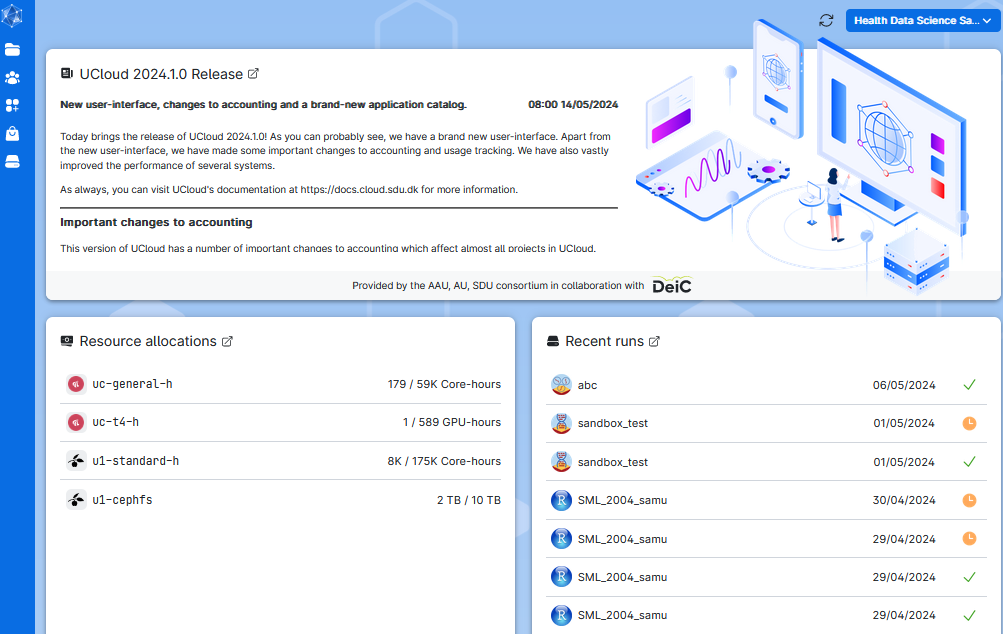 Health Data Science Sa...
UCloud 2024.1.0 Release
New user-interface, changes to accounting and a brand-new application catalog. 08:00 14/05/2024
Today brings the release of UCloud 2024.1.0! As you can probably see, we have a brand new user-interface. Apart from
the new user-interface, we have made some important changes to accounting and usage tracking. We have also vastly
improved the performance of several systems.
As always, you can visit UCloud's documentation at https://docs.cloud.sdu.dk for more information.
Important changes to accounting
This version of UCloud has a number of important changes to accounting which affect almost all projects in UCloud.
Provided by the AAU, AU, SDU consortium in collaboration with DeiC
Resource allocations
uc-general-h 179 / 59K Core-hours
uc-t4-h 1 / 589 GPU-hours
u1-standard-h 8K / 175K Core-hours
u1-cephfs 2 TB / 10 TB
Recent runs
abc 06/05/2024
sandbox_test 01/05/2024
sandbox_test 01/05/2024
R SML_2004_samu 30/04/2024
R SML_2004_samu 29/04/2024
R SML_2004_samu 29/04/2024
R SML_2004_samu 29/04/2024